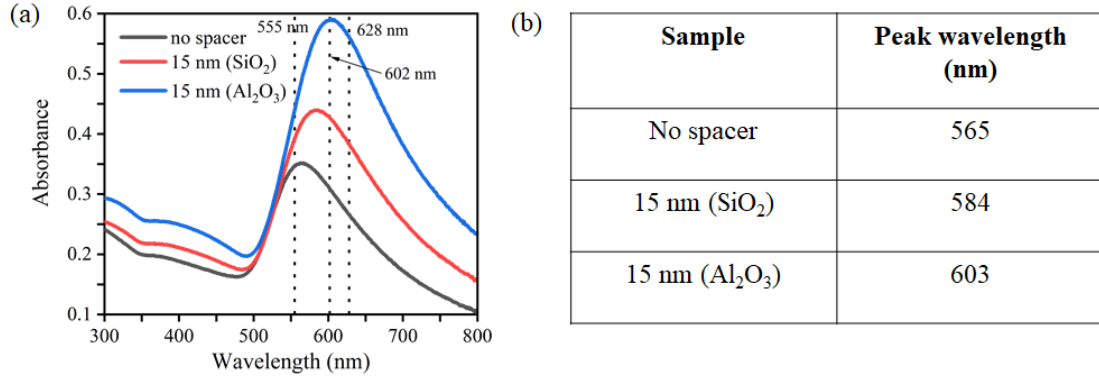 (a)
0.6
0.5
0.4
0.3
0.2
0.1
Absorbance
no spacer
15 nm (SiO₂)
15 nm (Al₂O₃)
555 nm
628 nm
602 nm
300 400 500 600 700 800
Wavelength (nm)
(b)
Sample Peak wavelength
(nm)
No spacer 565
15 nm (SiO₂) 584
15 nm (Al₂O₃) 603